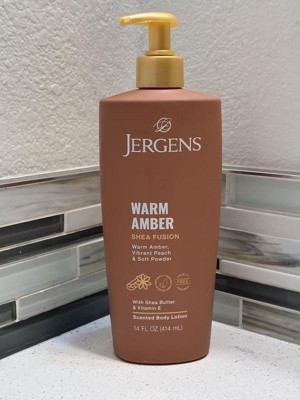 JERGENS
WARM
AMBER
SHEA FUSION
Warm Amber,
Vibrant Peach
& Soft Powder
FREE
With Shea Butter
& Vitamin E
Scented Body Lotion
14 FL OZ (414 mL)